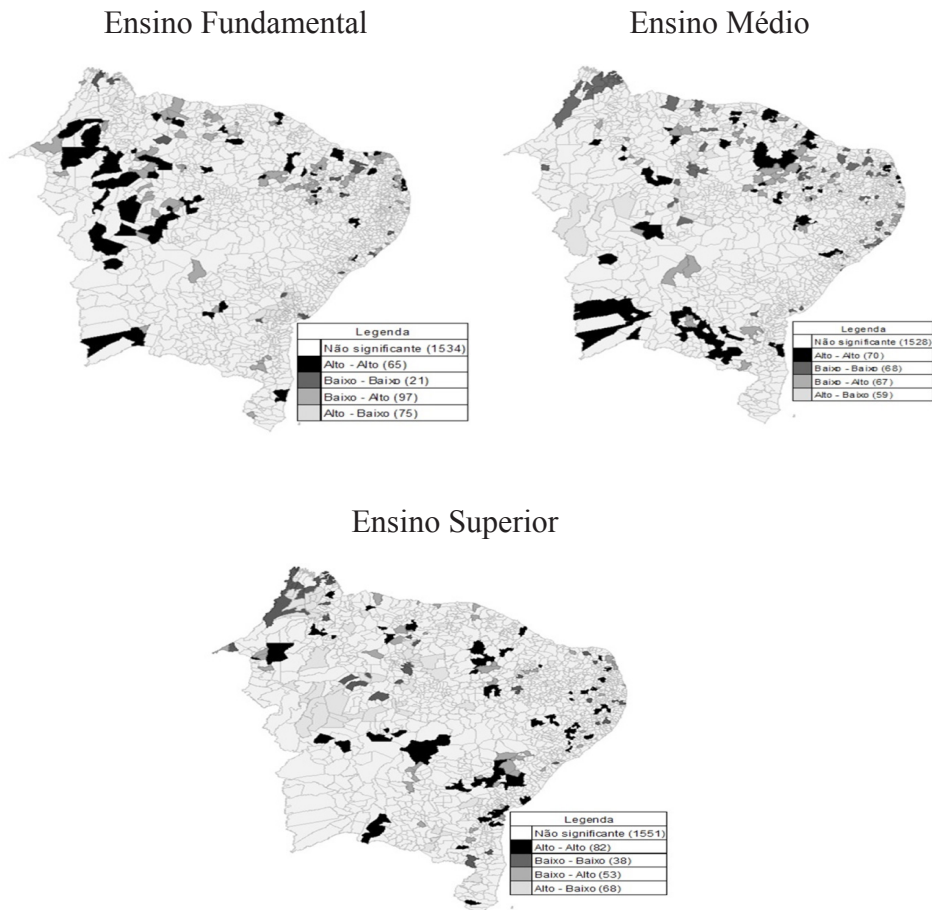 Ensino Fundamental
Ensino Médio
Legenda
Não significante (1534)
Alto - Alto (65)
Baixo - Baixo (21)
Baixo - Alto (97)
Alto - Baixo (75)
Legenda
Não significante (1528)
Alto - Alto (70)
Baixo - Baixo (68)
Baixo - Alto (67)
Alto - Baixo (59)
Ensino Superior
Legenda
Não significante (1551)
Alto - Alto (82)
Baixo - Baixo (38)
Baixo - Alto (53)
Alto - Baixo (68)